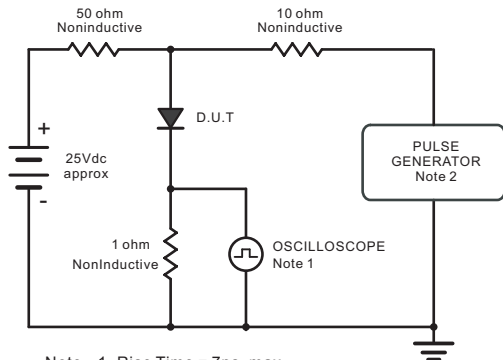 50 ohm
Noninductive
10 ohm
Noninductive
D.U.T
+
25Vdc
approx
-
PULSE
GENERATOR
Note 2
1 ohm
NonInductive
OSCILLOSCOPE
Note 1